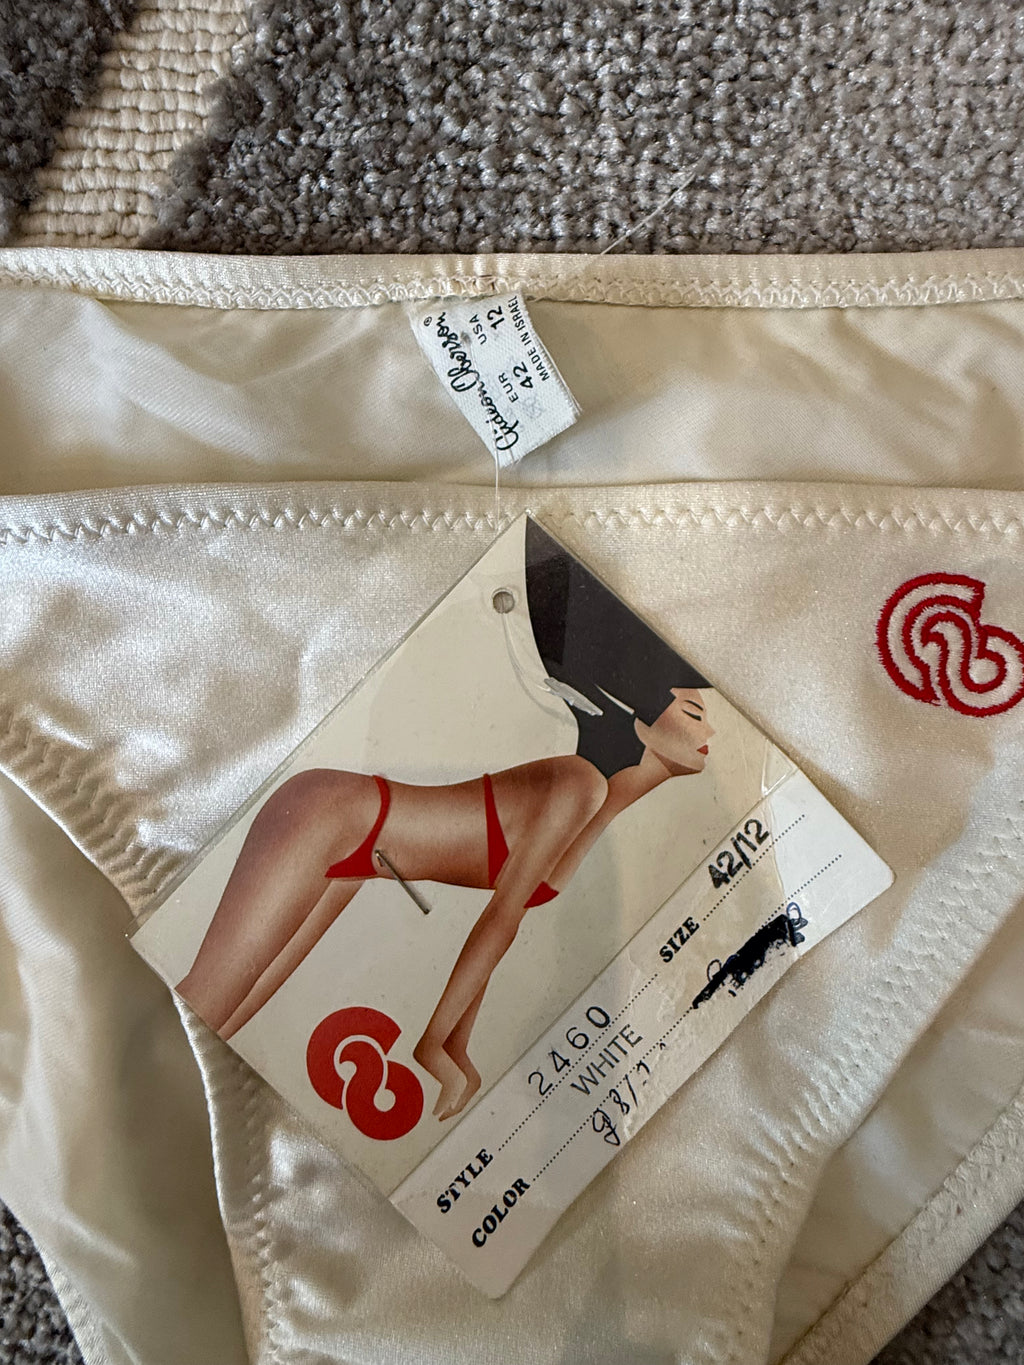 Gideon Oberson®
EUR USA
42 12
MADE IN ISRAEL
STYLE 2460 SIZE 42/12
COLOR WHITE